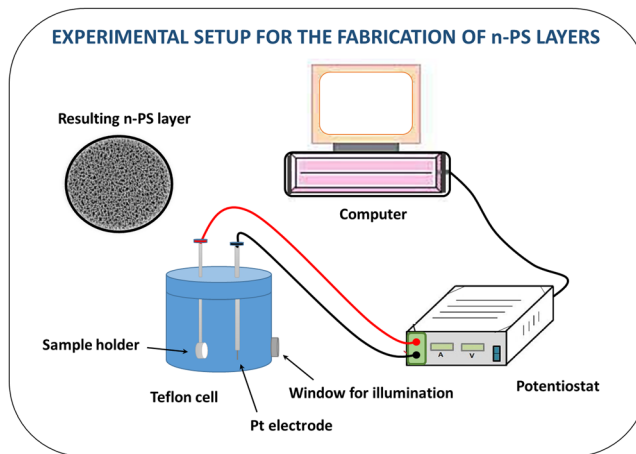 EXPERIMENTAL SETUP FOR THE FABRICATION OF n-PS LAYERS
Resulting n-PS layer
Computer
Sample holder
A
V
Window for illumination
Potentiostat
Teflon cell
Pt electrode